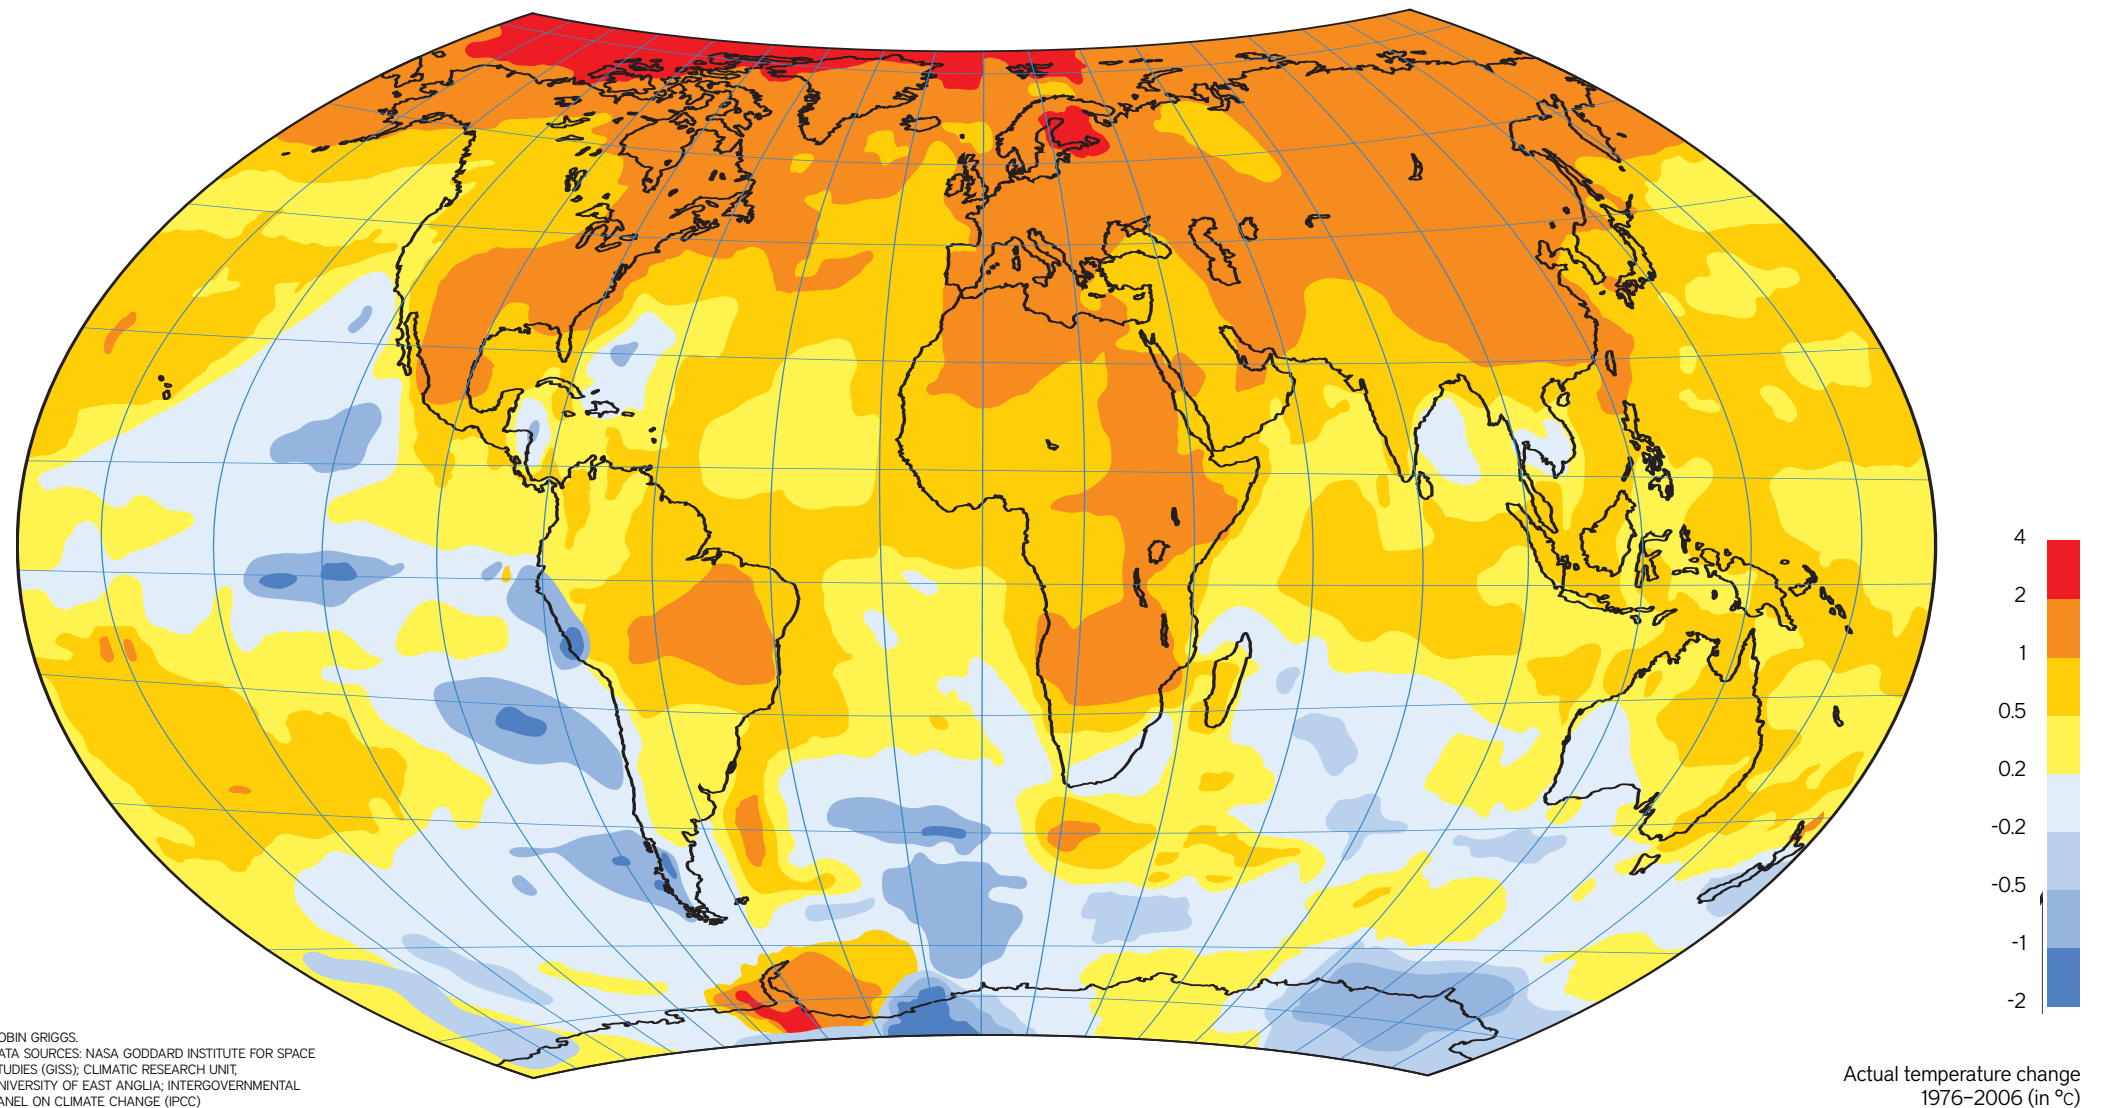 4
2
1
0.5
0.2
-0.2
-0.5
-1
-2
OBIN GRIGGS.
ATA SOURCES: NASA GODDARD INSTITUTE FOR SPACE
TUDIES (GISS); CLIMATIC RESEARCH UNIT,
NIVERSITY OF EAST ANGLIA; INTERGOVERNMENTAL
ANEL ON CLIMATE CHANGE (IPCC)
Actual temperature change
1976–2006 (in °C)